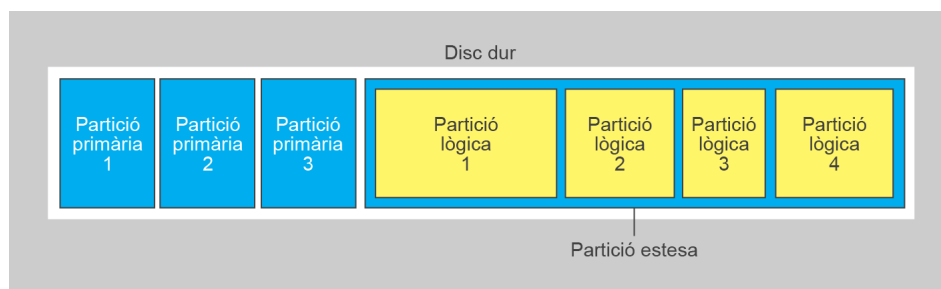 Disc dur
Partició
primària
1
Partició
primària
2
Partició
primària
3
Partició
lògica
1
Partició
lògica
2
Partició
lògica
3
Partició
lògica
4
Partició estesa